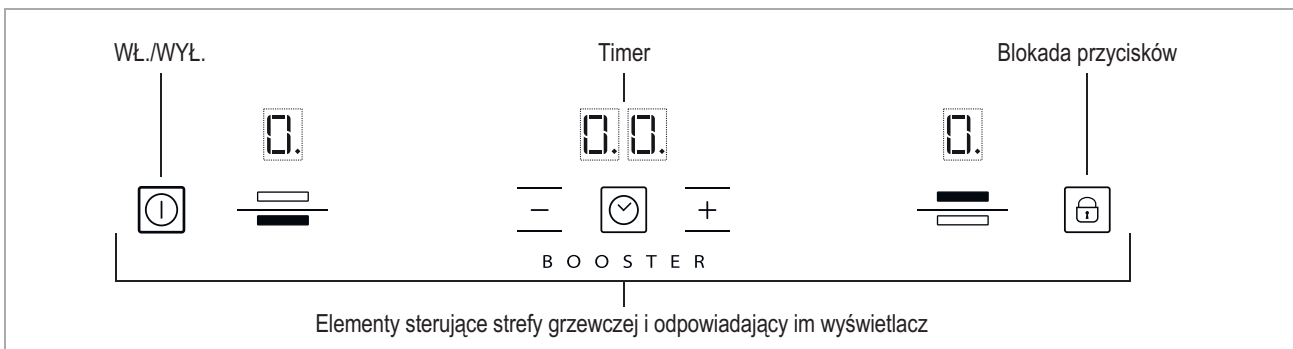 WŁ./WYŁ. Timer Blokada przycisków
0. 0.0. 0.
− +
BOOSTER
Elementy sterujące strefy grzewczej i odpowiadający im wyświetlacz